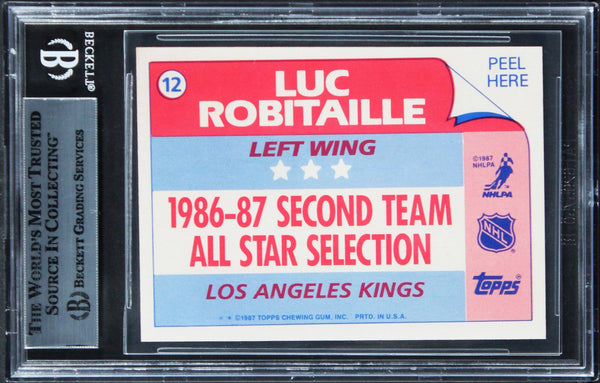 BECKETT
B
THE WORLD'S MOST TRUSTED
SOURCE IN COLLECTING™
BECKETT GRADING SERVICES
B
12
LUC
ROBITAILLE
PEEL
HERE
LEFT WING
1986-87 SECOND TEAM
ALL STAR SELECTION
LOS ANGELES KINGS
©1987
NHLPA
NHLPA
NHL
Topps
* * ©1987 TOPPS CHEWING GUM, INC. PRTD. IN U.S.A.